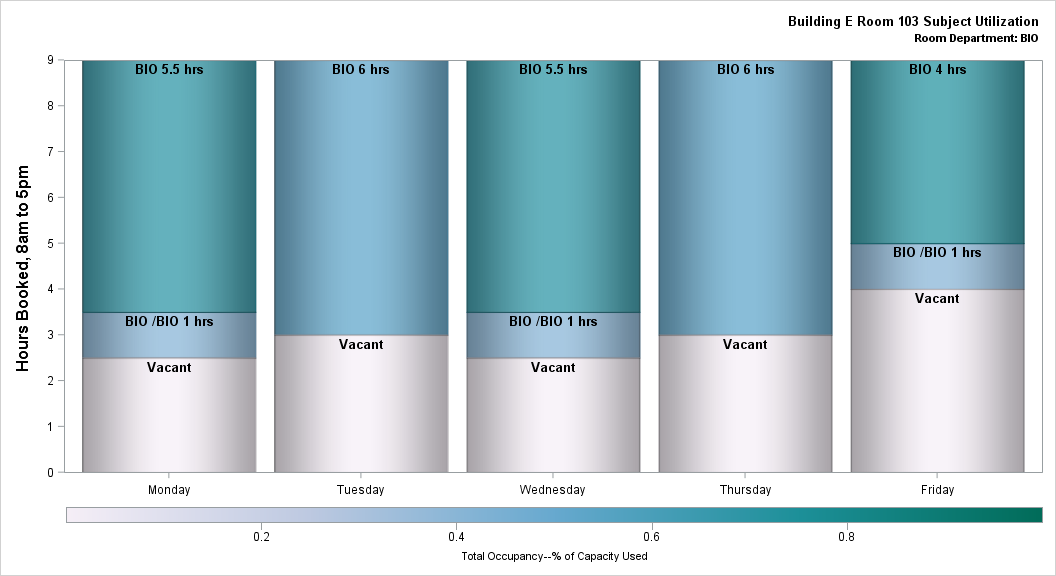 Building E Room 103 Subject Utilization
Room Department: BIO
Hours Booked, 8am to 5pm
9
8
7
6
5
4
3
2
1
0
BIO 5.5 hrs
BIO /BIO 1 hrs
Vacant
BIO 6 hrs
Vacant
BIO 5.5 hrs
BIO /BIO 1 hrs
Vacant
BIO 6 hrs
Vacant
BIO 4 hrs
BIO /BIO 1 hrs
Vacant
Monday Tuesday Wednesday Thursday Friday
0.2 0.4 0.6 0.8
Total Occupancy--% of Capacity Used